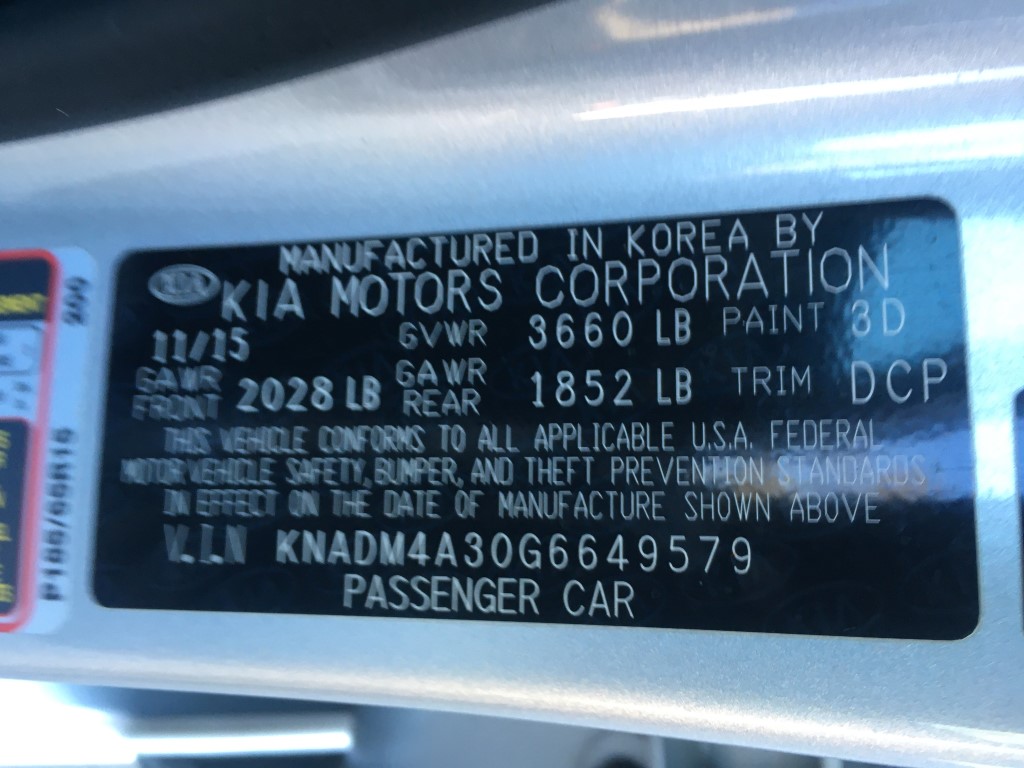 MANUFACTURED IN KOREA BY
KIA KIA MOTORS CORPORATION
11/15 GVWR 3660 LB PAINT 3D
GAWR FRONT 2028 LB GAWR REAR 1852 LB TRIM DCP
THIS VEHICLE CONFORMS TO ALL APPLICABLE U.S.A. FEDERAL
MOTOR VEHICLE SAFETY, BUMPER, AND THEFT PREVENTION STANDARDS
IN EFFECT ON THE DATE OF MANUFACTURE SHOWN ABOVE
V.I.N KNADM4A30G6649579
PASSENGER CAR